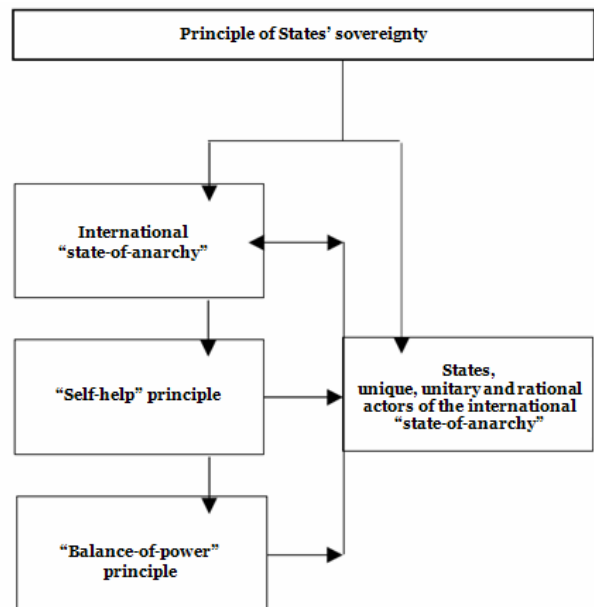 Principle of States’ sovereignty
International
“state-of-anarchy”
“Self-help” principle
States,
unique, unitary and rational
actors of the international
“state-of-anarchy”
“Balance-of-power”
principle